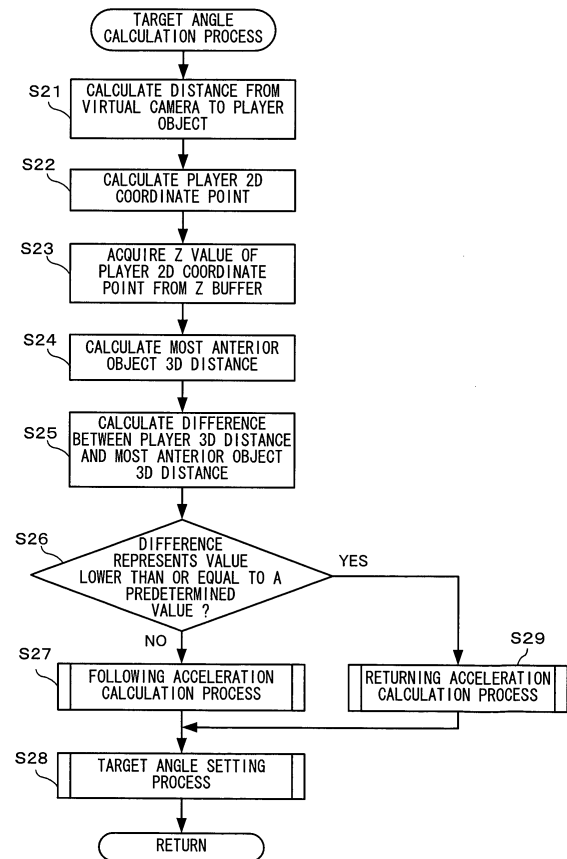 TARGET ANGLE
CALCULATION PROCESS
S21
CALCULATE DISTANCE FROM
VIRTUAL CAMERA TO PLAYER
OBJECT
S22
CALCULATE PLAYER 2D
COORDINATE POINT
S23
ACQUIRE Z VALUE OF
PLAYER 2D COORDINATE
POINT FROM Z BUFFER
S24
CALCULATE MOST ANTERIOR
OBJECT 3D DISTANCE
S25
CALCULATE DIFFERENCE
BETWEEN PLAYER 3D DISTANCE
AND MOST ANTERIOR OBJECT
3D DISTANCE
S26
DIFFERENCE
REPRESENTS VALUE
LOWER THAN OR EQUAL TO A
PREDETERMINED
VALUE ?
YES
NO
S27
FOLLOWING ACCELERATION
CALCULATION PROCESS
S29
RETURNING ACCELERATION
CALCULATION PROCESS
S28
TARGET ANGLE SETTING
PROCESS
RETURN